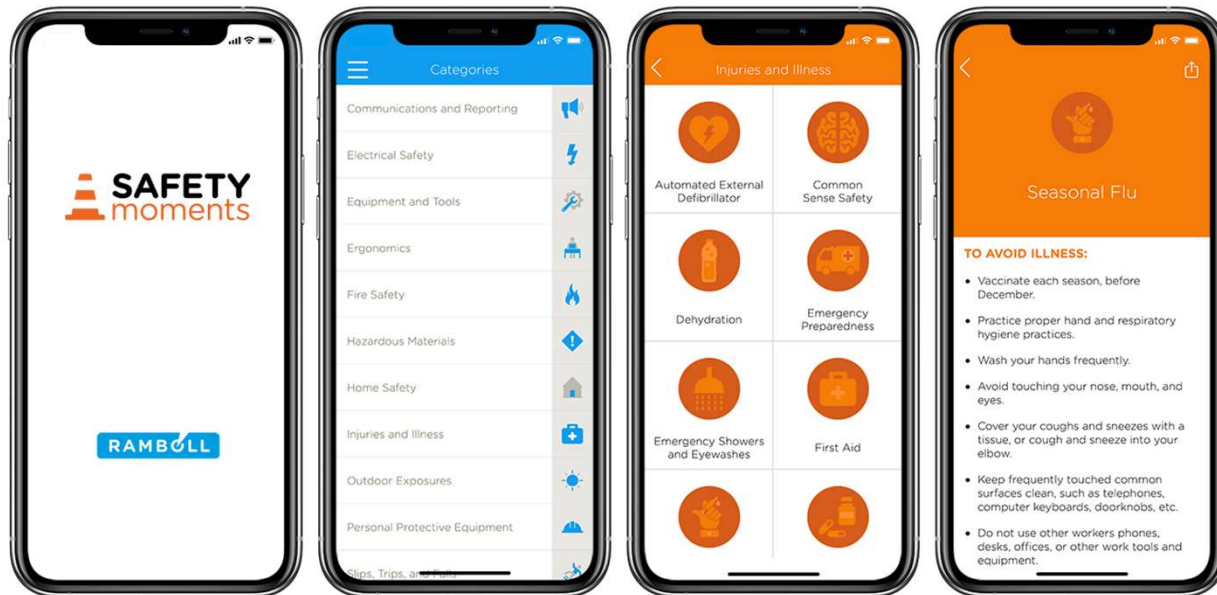 SAFETY
moments
RAMBOLL
Categories
Communications and Reporting
Electrical Safety
Equipment and Tools
Ergonomics
Fire Safety
Hazardous Materials
Home Safety
Injuries and Illness
Outdoor Exposures
Personal Protective Equipment
Slips, Trips, and Falls
Injuries and Illness
Automated External
Defibrillator
Common
Sense Safety
Dehydration
Emergency
Preparedness
Emergency Showers
and Eyewashes
First Aid
Seasonal Flu
TO AVOID ILLNESS:
• Vaccinate each season, before
December.
• Practice proper hand and respiratory
hygiene practices.
• Wash your hands frequently.
• Avoid touching your nose, mouth, and
eyes.
• Cover your coughs and sneezes with a
tissue, or cough and sneeze into your
elbow.
• Keep frequently touched common
surfaces clean, such as telephones,
computer keyboards, doorknobs, etc.
• Do not use other workers phones,
desks, offices, or other work tools and
equipment.